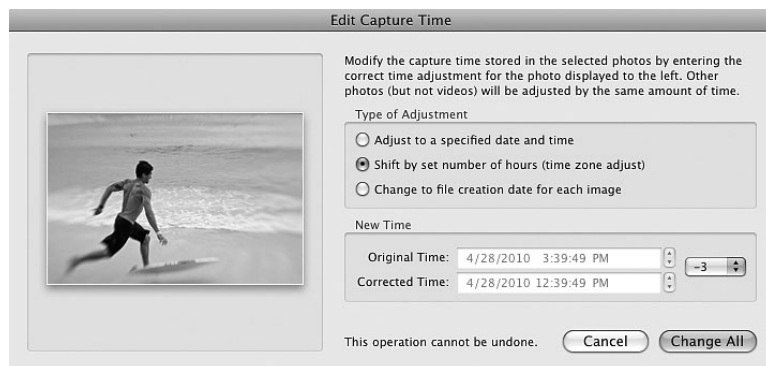 Edit Capture Time
Modify the capture time stored in the selected photos by entering the
correct time adjustment for the photo displayed to the left. Other
photos (but not videos) will be adjusted by the same amount of time.
Type of Adjustment
Adjust to a specified date and time
Shift by set number of hours (time zone adjust)
Change to file creation date for each image
New Time
Original Time: 4/28/2010 3:39:49 PM
-3
Corrected Time: 4/28/2010 12:39:49 PM
This operation cannot be undone. Cancel Change All